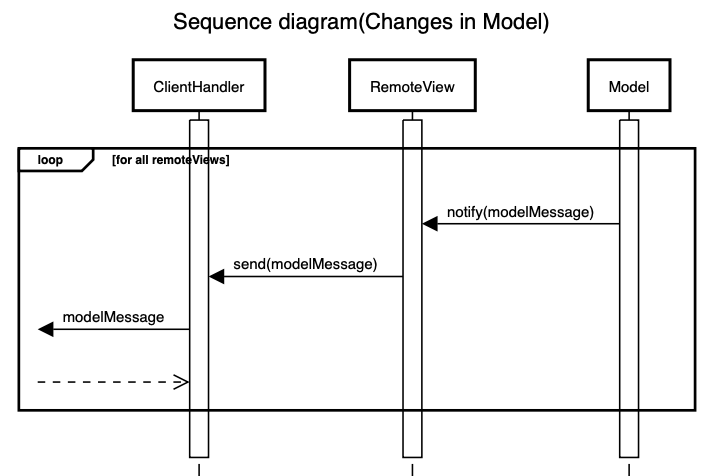 Sequence diagram(Changes in Model)
ClientHandler
RemoteView
Model
loop
[for all remoteViews]
notify(modelMessage)
send(modelMessage)
modelMessage